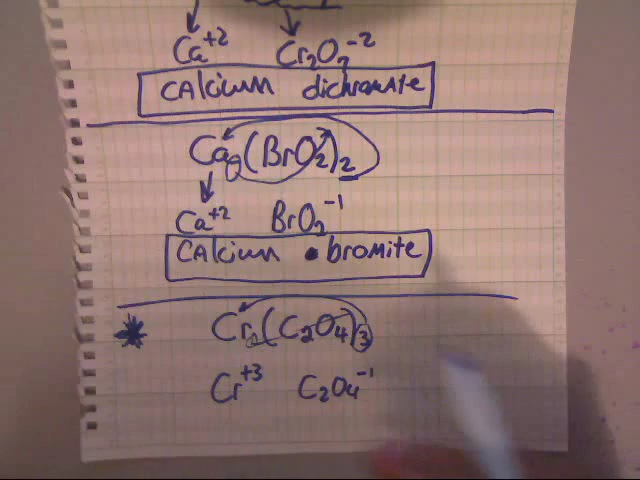 Ca⁺² Cr₂O₇⁻²
CAlcium dichromate
Ca(BrO₂)₂
Ca⁺² BrO₂⁻¹
CAlcium bromite
Cr₂(C₂O₄)₃
Cr⁺³ C₂O₄⁻¹